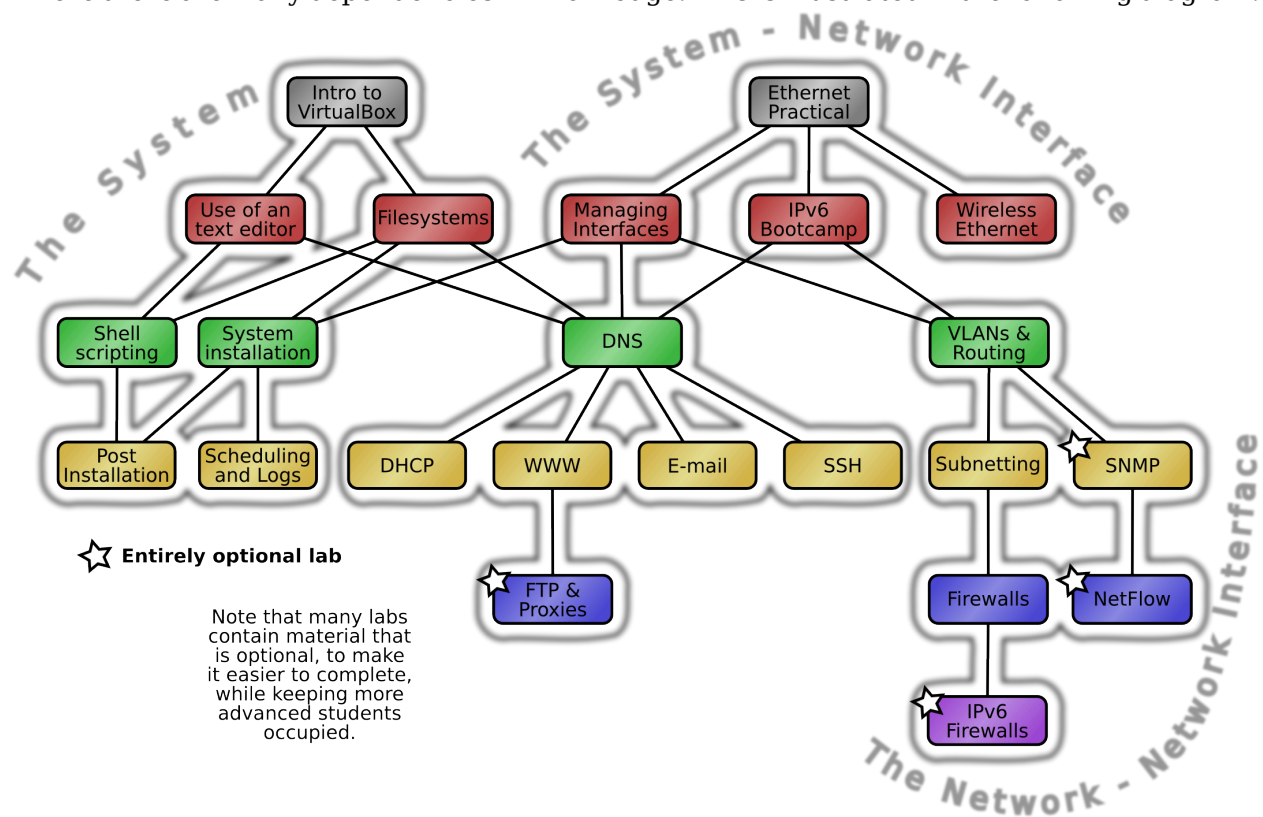 The System - Network Interface
The System
Intro to
VirtualBox
Ethernet
Practical
Use of an
text editor
Filesystems
Managing
Interfaces
IPv6
Bootcamp
Wireless
Ethernet
Shell
scripting
System
installation
DNS
VLANs &
Routing
Post
Installation
Scheduling
and Logs
DHCP
WWW
E-mail
SSH
Subnetting
SNMP
Entirely optional lab
FTP &
Proxies
Firewalls
NetFlow
Note that many labs
contain material that
is optional, to make
it easier to complete,
while keeping more
advanced students
occupied.
IPv6
Firewalls
The Network - Network Interface